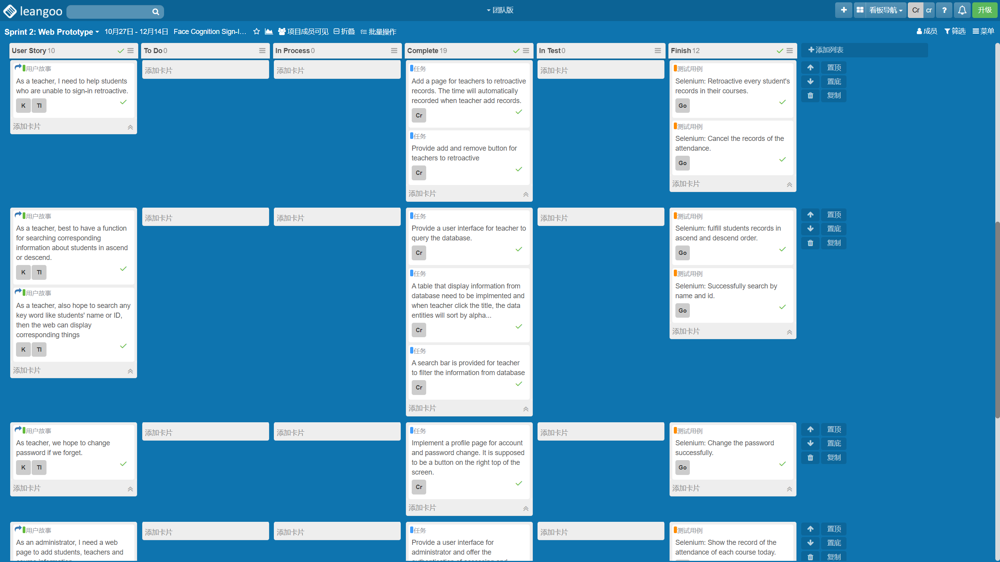 leangoo
团队版
看板导航
Cr
cr
?
升级
Sprint 2: Web Prototype
10月27日 - 12月14日
Face Cognition Sign-I...
项目成员可见
折叠
批量操作
成员
筛选
菜单
User Story 10
To Do 0
In Process 0
Complete 19
In Test 0
Finish 12
添加列表
用户故事
As a teacher, I need to help students
who are unable to sign-in retroactive.
K TI
添加卡片
添加卡片
添加卡片
任务
Add a page for teachers to retroactive
records. The time will automatically
recorded when teacher add records.
Cr
任务
Provide add and remove button for
teachers to retroactive
Cr
添加卡片
添加卡片
测试用例
Selenium: Retroactive every student's
records in their courses.
Go
测试用例
Selenium: Cancel the records of the
attendance.
Go
添加卡片
置顶
置底
复制
用户故事
As a teacher, best to have a function
for searching corresponding
information about students in ascend
or descend.
K TI
用户故事
As a teacher, also hope to search any
key word like students' name or ID,
then the web can display
corresponding things
K TI
添加卡片
添加卡片
添加卡片
任务
Provide a user interface for teacher to
query the database.
Cr
任务
A table that display information from
database need to be implmented and
when teacher click the title, the data
entities will sort by alpha...
Cr
任务
A search bar is provided for teacher
to filter the information from database
Cr
添加卡片
添加卡片
测试用例
Selenium: fulfill students records in
ascend and descend order.
Go
测试用例
Selenium: Successfully search by
name and id.
Go
添加卡片
置顶
置底
复制
用户故事
As teacher, we hope to change
password if we forget.
K TI
添加卡片
添加卡片
添加卡片
任务
Implement a profile page for account
and password change. It is supposed
to be a button on the right top of the
screen.
Cr
添加卡片
添加卡片
测试用例
Selenium: Change the password
successfully.
Go
添加卡片
置顶
置底
复制
用户故事
As an administrator, I need a web
page to add students, teachers and
添加卡片
添加卡片
任务
Provide a user interface for
administrator and offer the
添加卡片
测试用例
Selenium: Show the record of the
attendance of each course today.
置顶
置底
复制